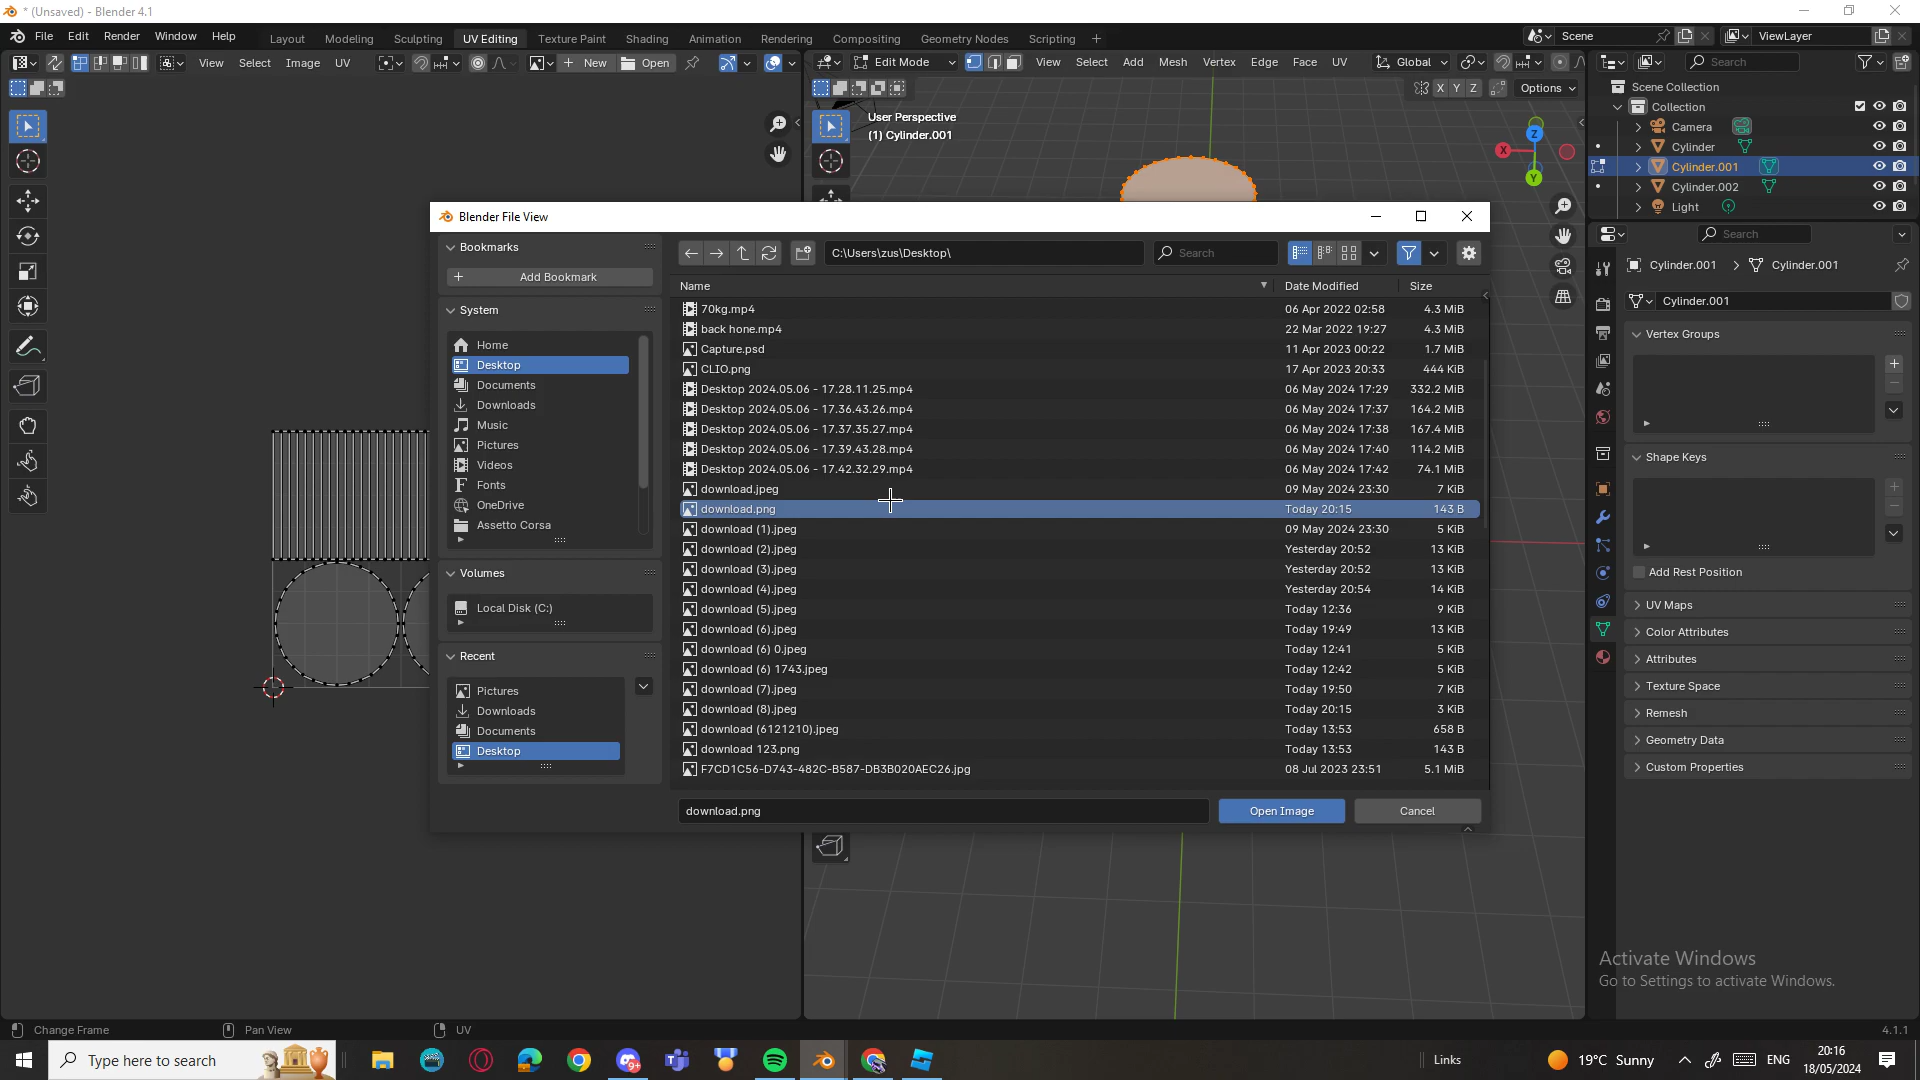 * (Unsaved) - Blender 4.1
File Edit Render Window Help
Layout Modeling Sculpting UV Editing Texture Paint Shading Animation Rendering Compositing Geometry Nodes Scripting +
Scene
ViewLayer
View Select Image UV
New
Open
Edit Mode
View Select Add Mesh Vertex Edge Face UV
Global
Search
X Y Z
Options
User Perspective
(1) Cylinder.001
Z
X
Y
Scene Collection
Collection
Camera
Cylinder
Cylinder.001
Cylinder.002
Light
Search
Cylinder.001 > Cylinder.001
Cylinder.001
Vertex Groups
Shape Keys
Add Rest Position
UV Maps
Color Attributes
Attributes
Texture Space
Remesh
Geometry Data
Custom Properties
Blender File View
Bookmarks
Add Bookmark
System
Home
Desktop
Documents
Downloads
Music
Pictures
Videos
Fonts
OneDrive
Assetto Corsa
Volumes
Local Disk (C:)
Recent
Pictures
Downloads
Documents
Desktop
C:\Users\zus\Desktop\
Search
Name Date Modified Size
70kg.mp4 06 Apr 2022 02:58 4.3 MiB
back hone.mp4 22 Mar 2022 19:27 4.3 MiB
Capture.psd 11 Apr 2023 00:22 1.7 MiB
CLIO.png 17 Apr 2023 20:33 444 KiB
Desktop 2024.05.06 - 17.28.11.25.mp4 06 May 2024 17:29 332.2 MiB
Desktop 2024.05.06 - 17.36.43.26.mp4 06 May 2024 17:37 164.2 MiB
Desktop 2024.05.06 - 17.37.35.27.mp4 06 May 2024 17:38 167.4 MiB
Desktop 2024.05.06 - 17.39.43.28.mp4 06 May 2024 17:40 114.2 MiB
Desktop 2024.05.06 - 17.42.32.29.mp4 06 May 2024 17:42 74.1 MiB
download.jpeg 09 May 2024 23:30 7 KiB
download.png Today 20:15 143 B
download (1).jpeg 09 May 2024 23:30 5 KiB
download (2).jpeg Yesterday 20:52 13 KiB
download (3).jpeg Yesterday 20:52 13 KiB
download (4).jpeg Yesterday 20:54 14 KiB
download (5).jpeg Today 12:36 9 KiB
download (6).jpeg Today 19:49 13 KiB
download (6) 0.jpeg Today 12:41 5 KiB
download (6) 1743.jpeg Today 12:42 5 KiB
download (7).jpeg Today 19:50 7 KiB
download (8).jpeg Today 20:15 3 KiB
download (6121210).jpeg Today 13:53 658 B
download 123.png Today 13:53 143 B
F7CD1C56-D743-482C-B587-DB3B020AEC26.jpg 08 Jul 2023 23:51 5.1 MiB
download.png
Open Image
Cancel
Activate Windows
Go to Settings to activate Windows.
Change Frame
Pan View
UV
4.1.1
Type here to search
9+
Links
19°C Sunny
ENG
20:16
18/05/2024